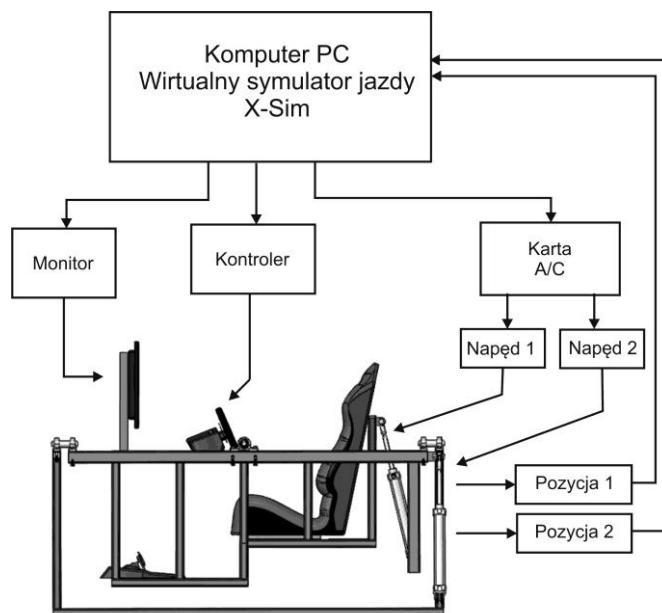 Komputer PC
Wirtualny symulator jazdy
X-Sim
Monitor
Kontroler
Karta
A/C
Napęd 1
Napęd 2
Pozycja 1
Pozycja 2